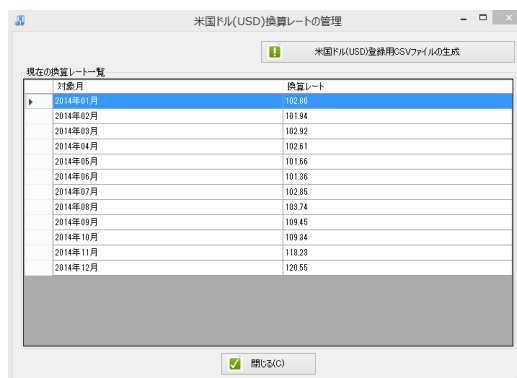 米国ドル(USD)換算レートの管理
米国ドル(USD)登録用CSVファイルの生成
現在の換算レート一覧
対象月 換算レート
2014年01月 102.86
2014年02月 101.94
2014年03月 102.92
2014年04月 102.61
2014年05月 101.66
2014年06月 101.36
2014年07月 102.85
2014年08月 103.74
2014年09月 109.45
2014年10月 109.34
2014年11月 118.23
2014年12月 120.55
閉じる(C)